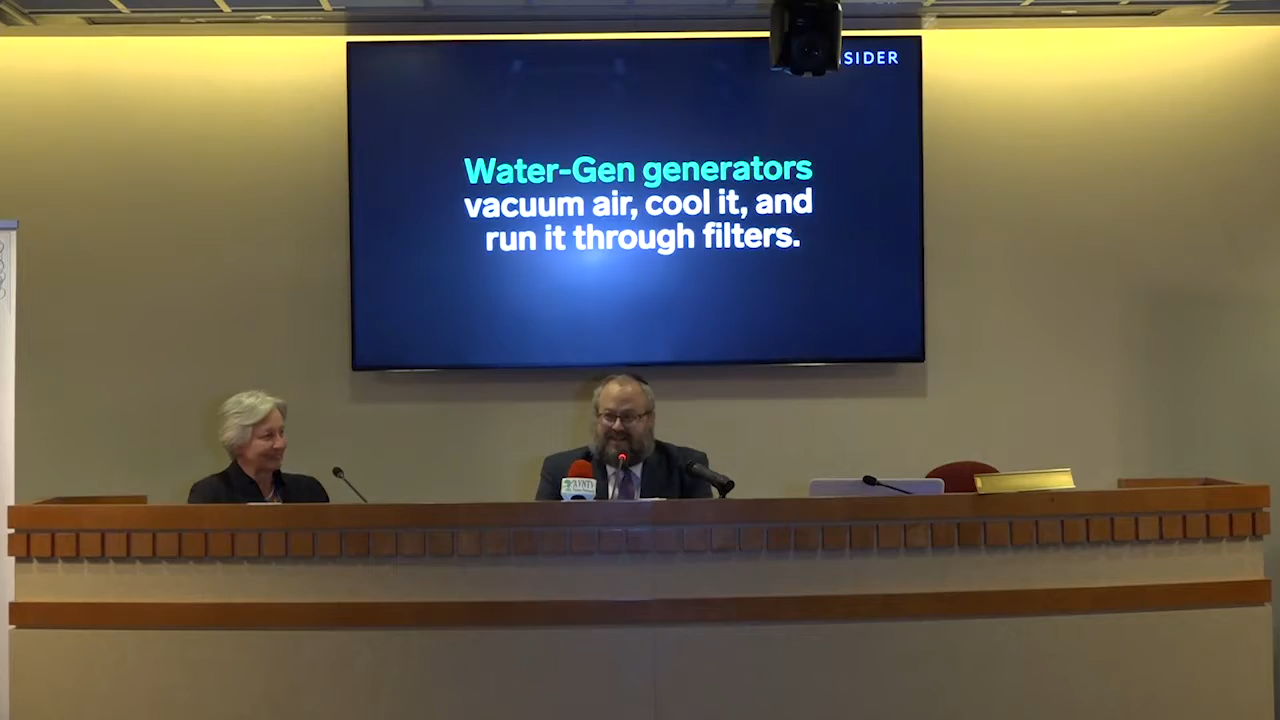 SIDER
Water-Gen generators
vacuum air, cool it, and
run it through filters.